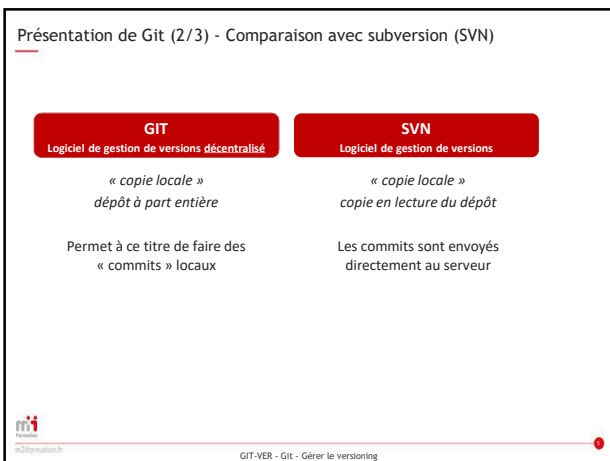 Présentation de Git (2/3) - Comparaison avec subversion (SVN)
GIT
Logiciel de gestion de versions décentralisé
« copie locale »
dépôt à part entière
Permet à ce titre de faire des
« commits » locaux
SVN
Logiciel de gestion de versions
« copie locale »
copie en lecture du dépôt
Les commits sont envoyés
directement au serveur
Formation
m2iformation.fr
GIT-VER - Git - Gérer le versioning
5